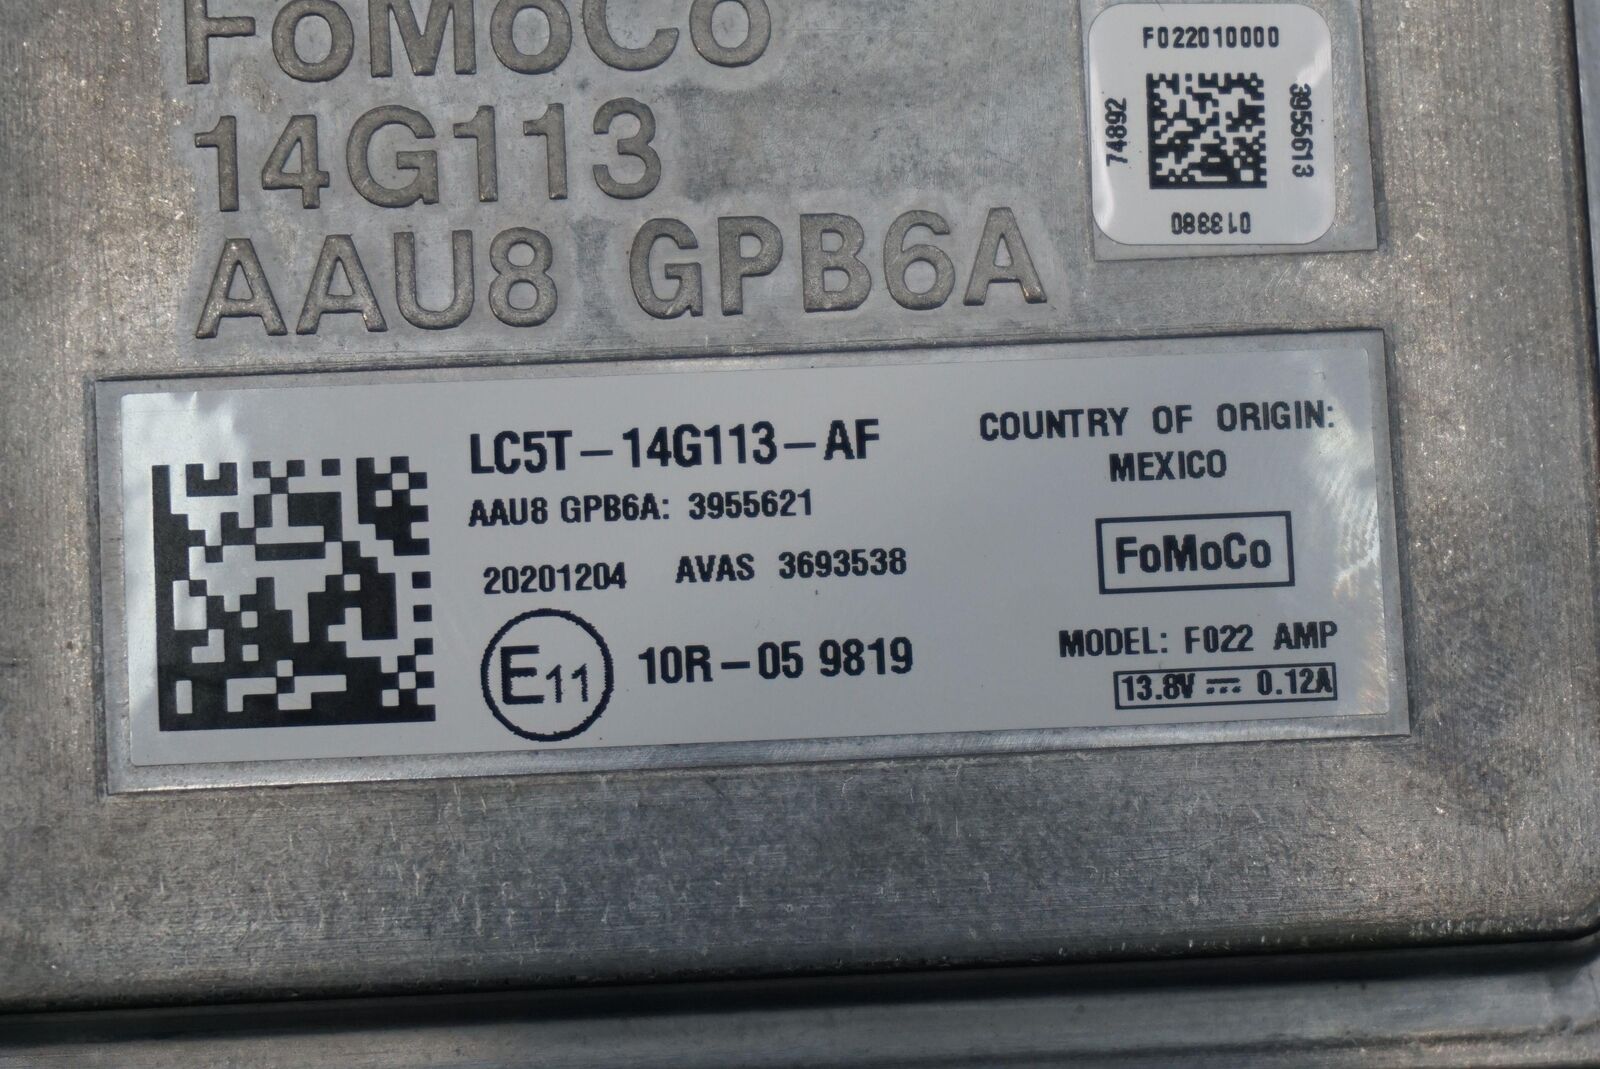 FoMoCo
14G113
AAU8 GPB6A
F022010000
74892
3955613
013380
LC5T-14G113-AF
AAU8 GPB6A: 3955621
20201204 AVAS 3693538
E11 10R-05 9819
COUNTRY OF ORIGIN:
MEXICO
FoMoCo
MODEL: F022 AMP
13.8V ⎓ 0.12A